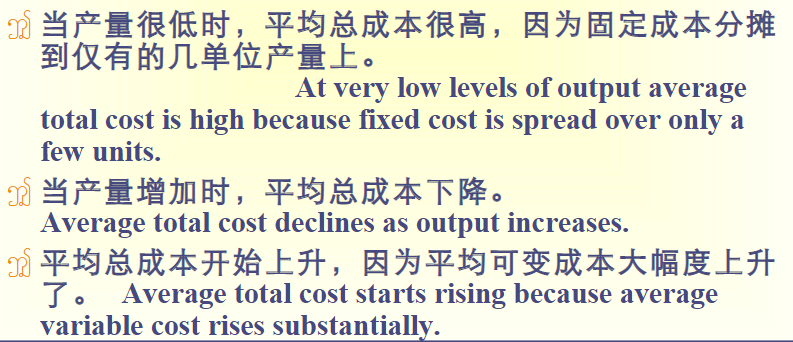 当产量很低时，平均总成本很高，因为固定成本分摊
到仅有的几单位产量上。
At very low levels of output average
total cost is high because fixed cost is spread over only a
few units.
当产量增加时，平均总成本下降。
Average total cost declines as output increases.
平均总成本开始上升，因为平均可变成本大幅度上升
了。 Average total cost starts rising because average
variable cost rises substantially.